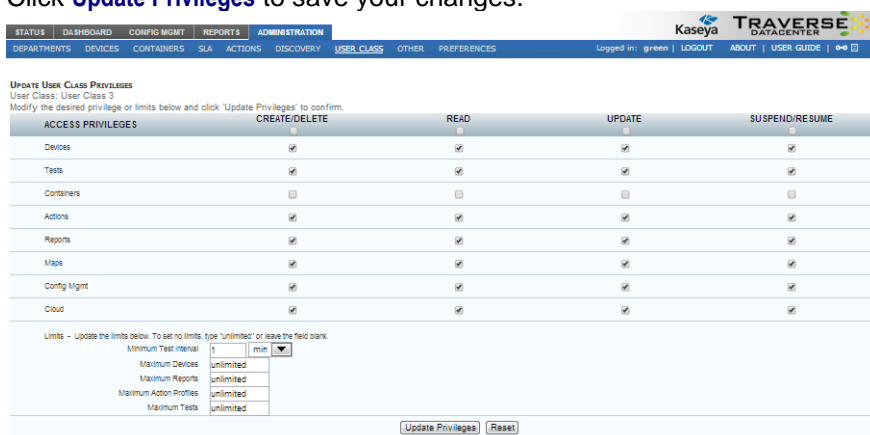 Click Update Privileges to save your changes.
Kaseya TRAVERSE DATACENTER
STATUS DASHBOARD CONFIG MGMT REPORTS ADMINISTRATION
DEPARTMENTS DEVICES CONTAINERS SLA ACTIONS DISCOVERY USER CLASS OTHER PREFERENCES Logged in: green | LOGOUT ABOUT | USER GUIDE |
UPDATE USER CLASS PRIVILEGES
User Class: User Class 3
Modify the desired privilege or limits below and click 'Update Privileges' to confirm.
ACCESS PRIVILEGES CREATE/DELETE READ UPDATE SUSPEND/RESUME
Devices
Tests
Containers
Actions
Reports
Maps
Config Mgmt
Cloud
Limits - Update the limits below. To set no limits, type "unlimited" or leave the field blank.
Minimum Test Interval 1 min
Maximum Devices unlimited
Maximum Reports unlimited
Maximum Action Profiles unlimited
Maximum Tests unlimited
Update Privileges Reset